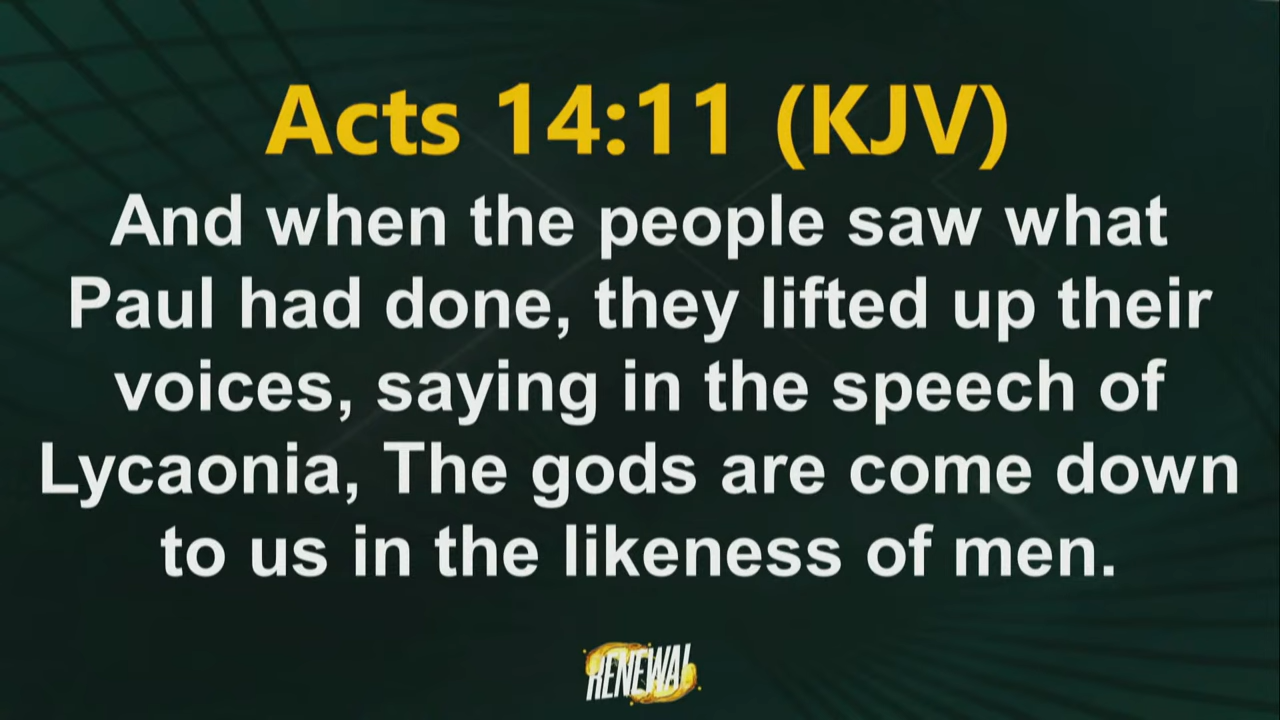 Acts 14:11 (KJV)
And when the people saw what
Paul had done, they lifted up their
voices, saying in the speech of
Lycaonia, The gods are come down
to us in the likeness of men.
RENEWAL